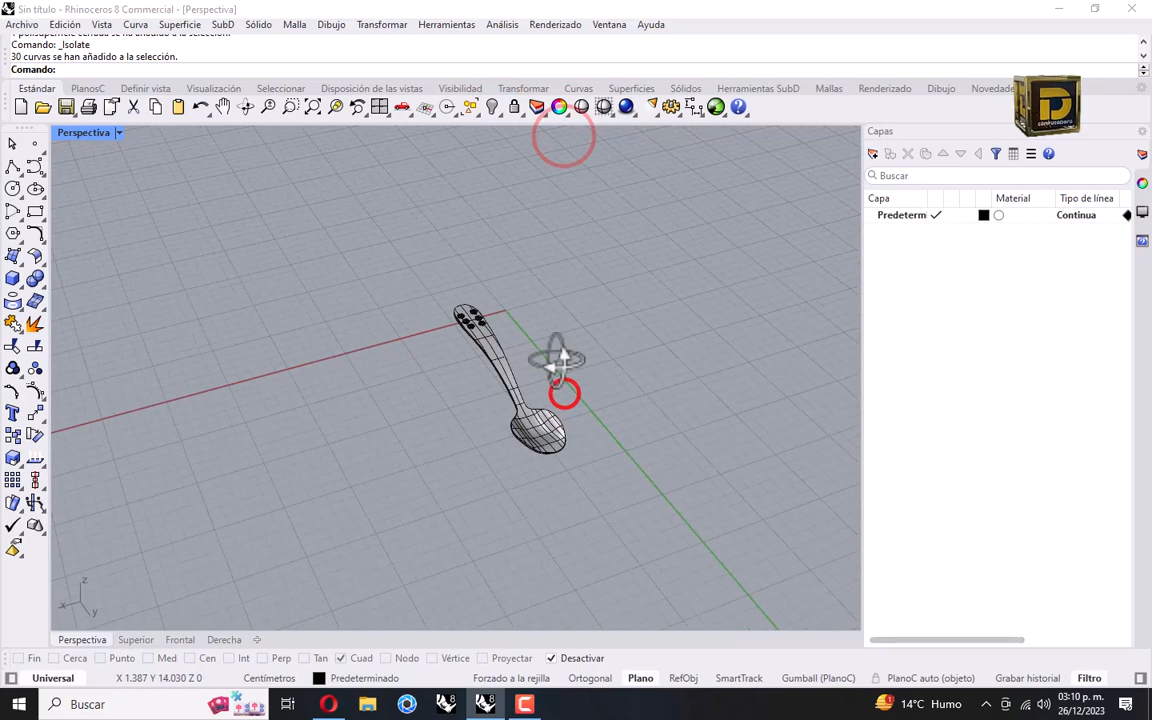 Sin título - Rhinoceros 8 Commercial - [Perspectiva]
Archivo Edición Vista Curva Superficie SubD Sólido Malla Dibujo Transformar Herramientas Análisis Renderizado Ventana Ayuda
Comando: _Isolate
30 curvas se han añadido a la selección.
Comando:
Estándar PlanosC Definir vista Visualización Seleccionar Disposición de las vistas Visibilidad Transformar Curvas Superficies Sólidos Herramientas SubD Mallas Renderizado Dibujo Noveda
Perspectiva
Capas
Buscar
Capa Material Tipo de línea
Predeterm Continua
z
x y
Perspectiva Superior Frontal Derecha
Fin Cerca Punto Med Cen Int Perp Tan Cuad Nodo Vértice Proyectar Desactivar
Universal X 1.387 Y 14.030 Z 0 Centímetros Predeterminado Forzado a la rejilla Ortogonal Plano RefObj SmartTrack Gumball (PlanoC) PlanoC auto (objeto) Grabar historial Filtro
Buscar 14°C Humo 03:10 p. m.
26/12/2023